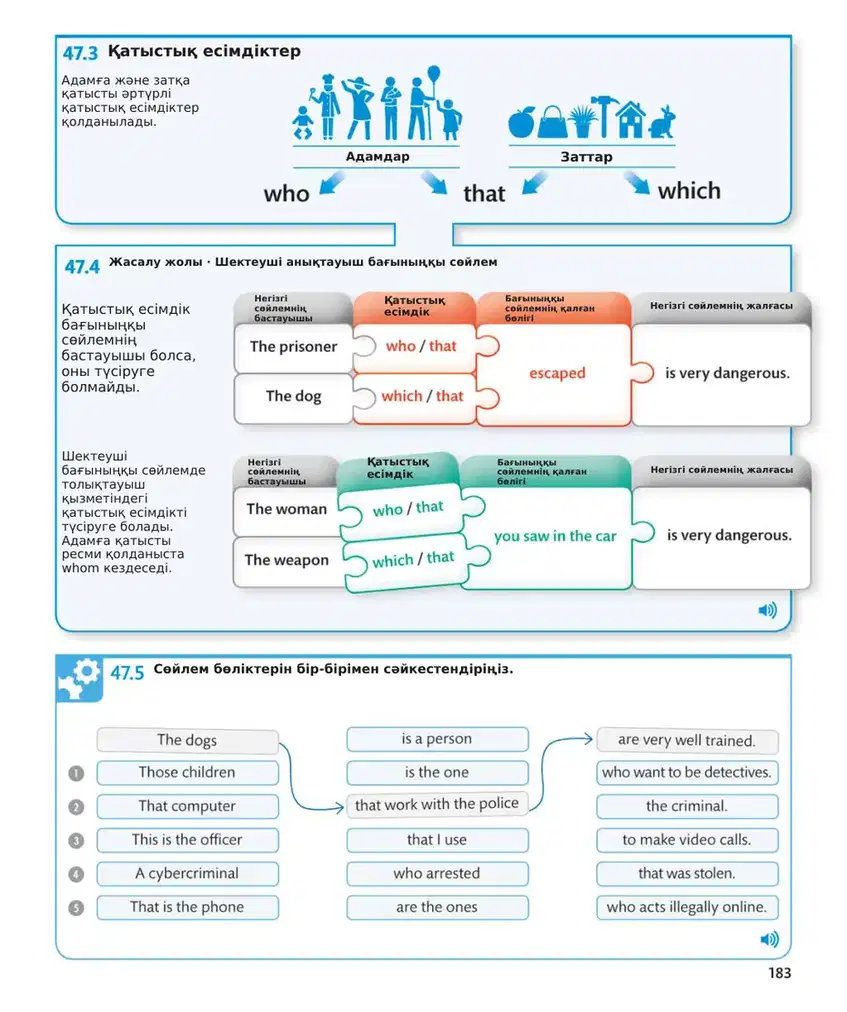 47.3 Қатыстық есімдіктер
Адамға және затқа
қатысты әртүрлі
қатыстық есімдіктер
қолданылады.
Адамдар
Заттар
who
that
which
47.4 Жасалу жолы · Шектеуші анықтауыш бағыныңқы сөйлем
Қатыстық есімдік
бағыныңқы
сөйлемнің
бастауышы болса,
оны түсіруге
болмайды.
Негізгі
сөйлемнің
бастауышы
Қатыстық
есімдік
Бағыныңқы
сөйлемнің қалған
бөлігі
Негізгі сөйлемнің жалғасы
The prisoner
who / that
escaped
is very dangerous.
The dog
which / that
Шектеуші
бағыныңқы сөйлемде
толықтауыш
қызметіндегі
қатыстық есімдікті
түсіруге болады.
Адамға қатысты
ресми қолданыста
whom кездеседі.
Негізгі
сөйлемнің
бастауышы
Қатыстық
есімдік
Бағыныңқы
сөйлемнің қалған
бөлігі
Негізгі сөйлемнің жалғасы
The woman
who / that
you saw in the car
is very dangerous.
The weapon
which / that
47.5 Сөйлем бөліктерін бір-бірімен сәйкестендіріңіз.
The dogs
is a person
are very well trained.
1 Those children
is the one
who want to be detectives.
2 That computer
that work with the police
the criminal.
3 This is the officer
that I use
to make video calls.
4 A cybercriminal
who arrested
that was stolen.
5 That is the phone
are the ones
who acts illegally online.
183